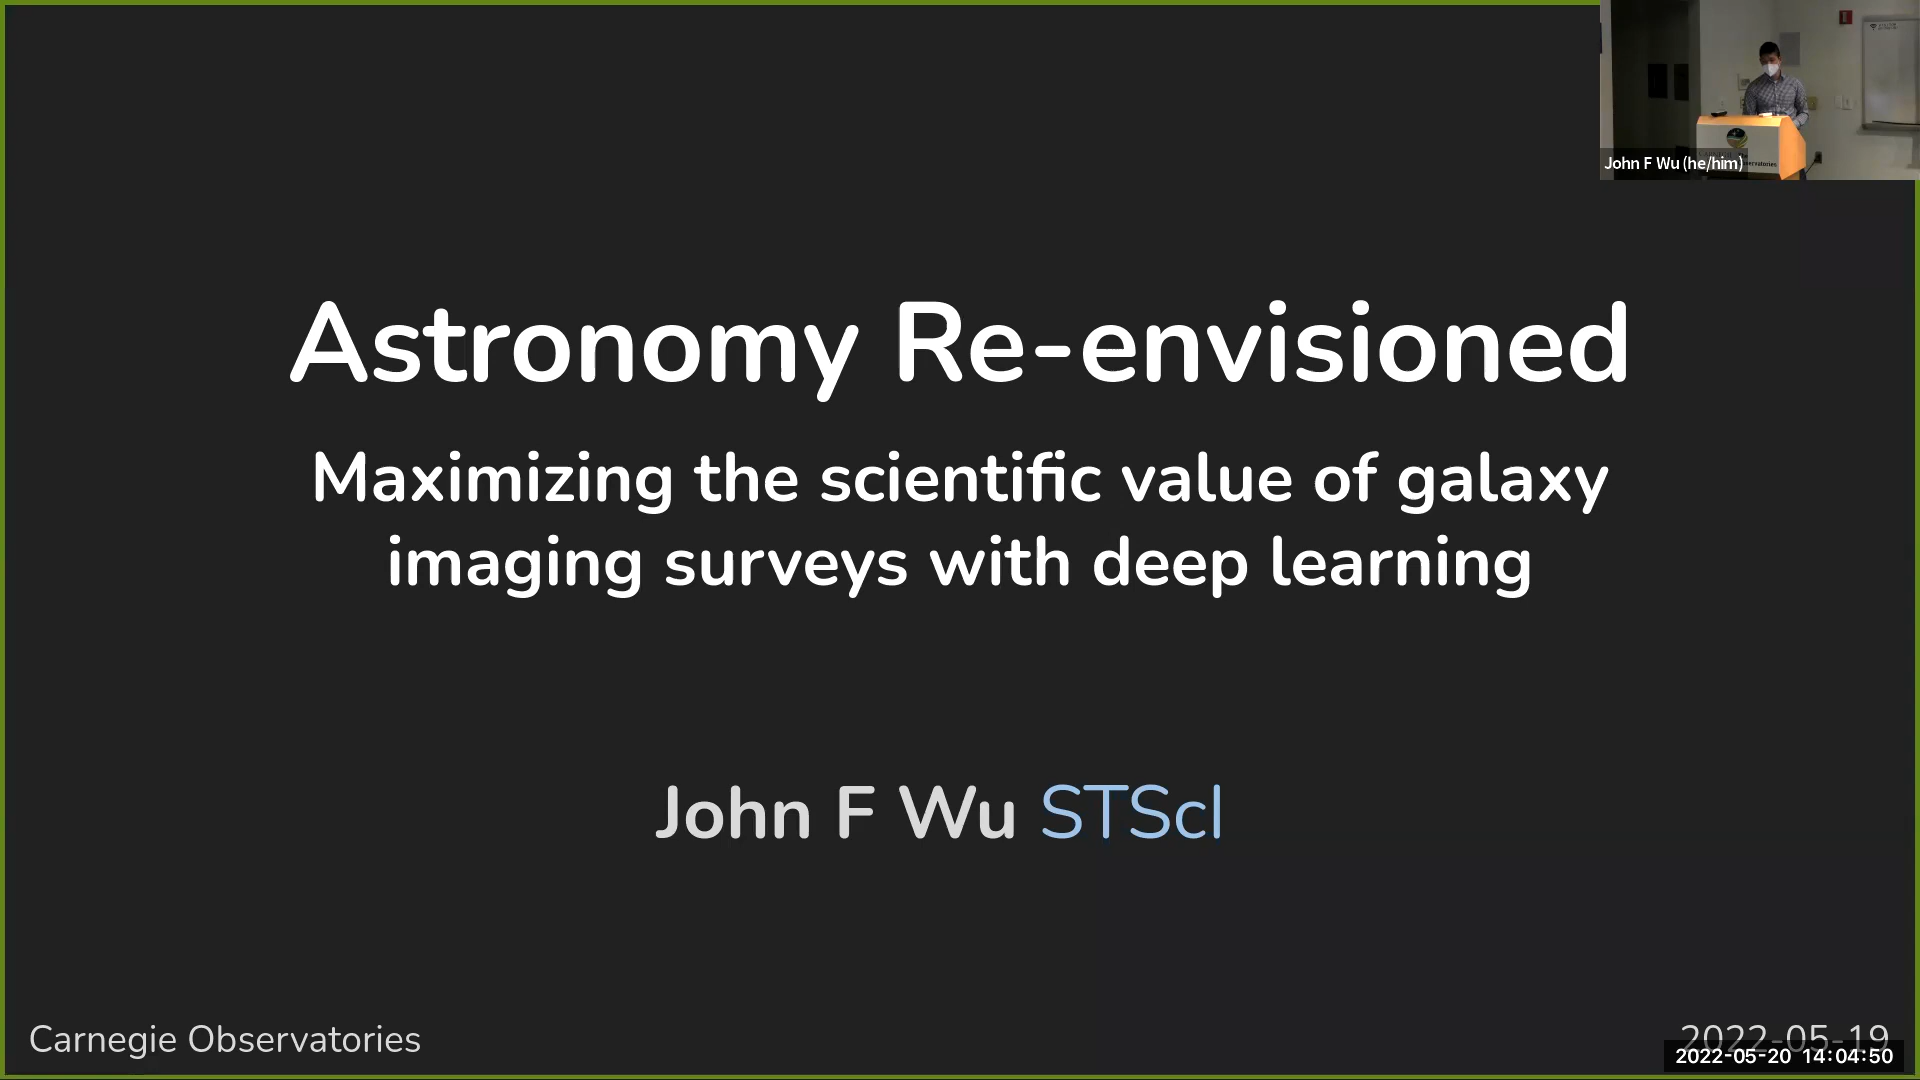 John F Wu (he/him)
Astronomy Re-envisioned
Maximizing the scientific value of galaxy
imaging surveys with deep learning
John F Wu STScI
Carnegie Observatories
2022-05-19
2022-05-20 14:04:50